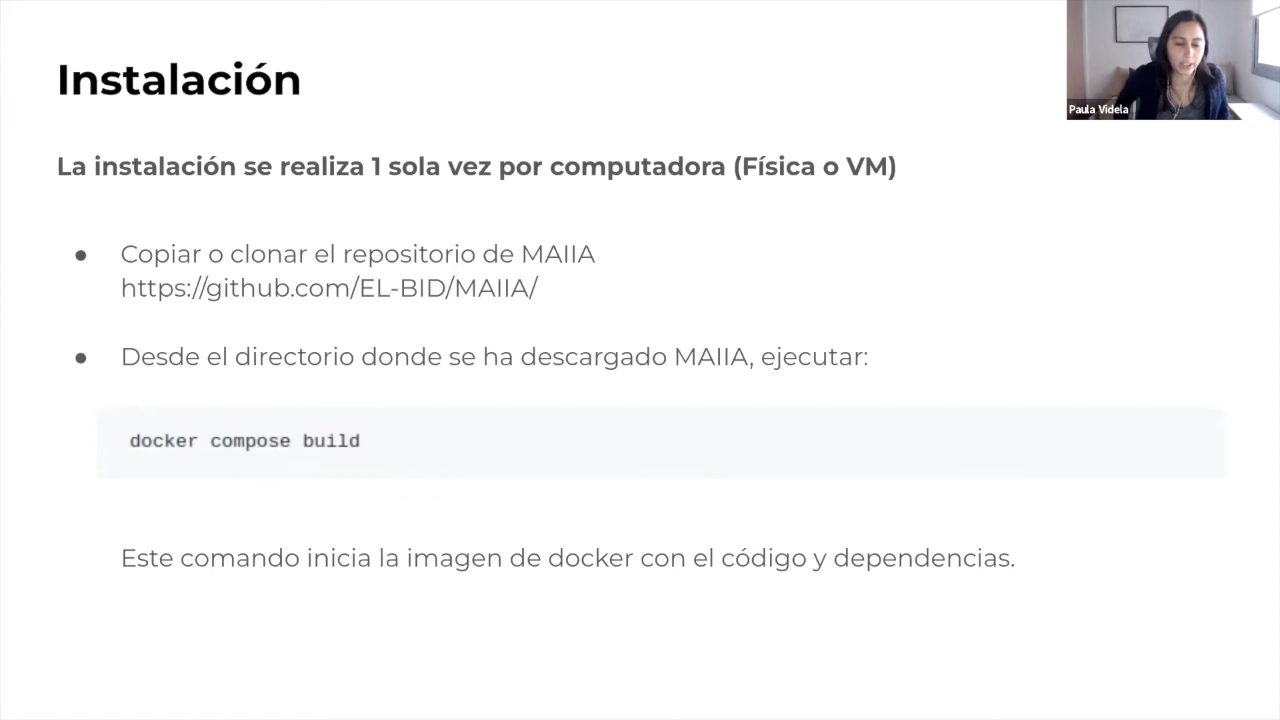 Instalación
Paula Videla
La instalación se realiza 1 sola vez por computadora (Física o VM)
● Copiar o clonar el repositorio de MAIIA
https://github.com/EL-BID/MAIIA/
● Desde el directorio donde se ha descargado MAIIA, ejecutar:
docker compose build
Este comando inicia la imagen de docker con el código y dependencias.